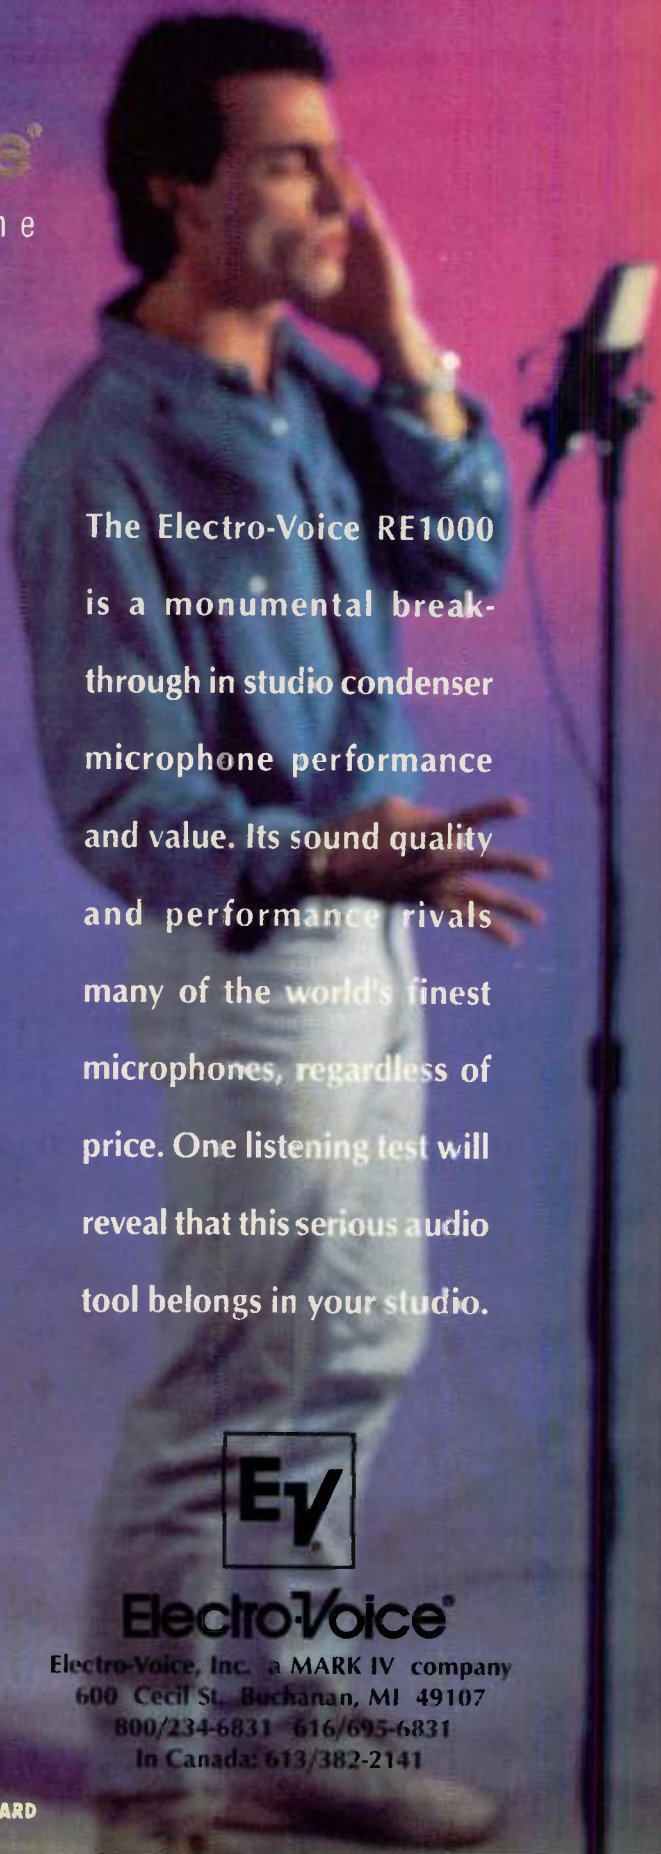 e®
ne
The Electro-Voice RE1000
is a monumental break-
through in studio condenser
microphone performance
and value. Its sound quality
and performance rivals
many of the world's finest
microphones, regardless of
price. One listening test will
reveal that this serious audio
tool belongs in your studio.
EV®
Electro-Voice®
Electro-Voice, Inc. a MARK IV company
600 Cecil St. Buchanan, MI 49107
800/234-6831 616/695-6831
In Canada: 613/382-2141
ARD